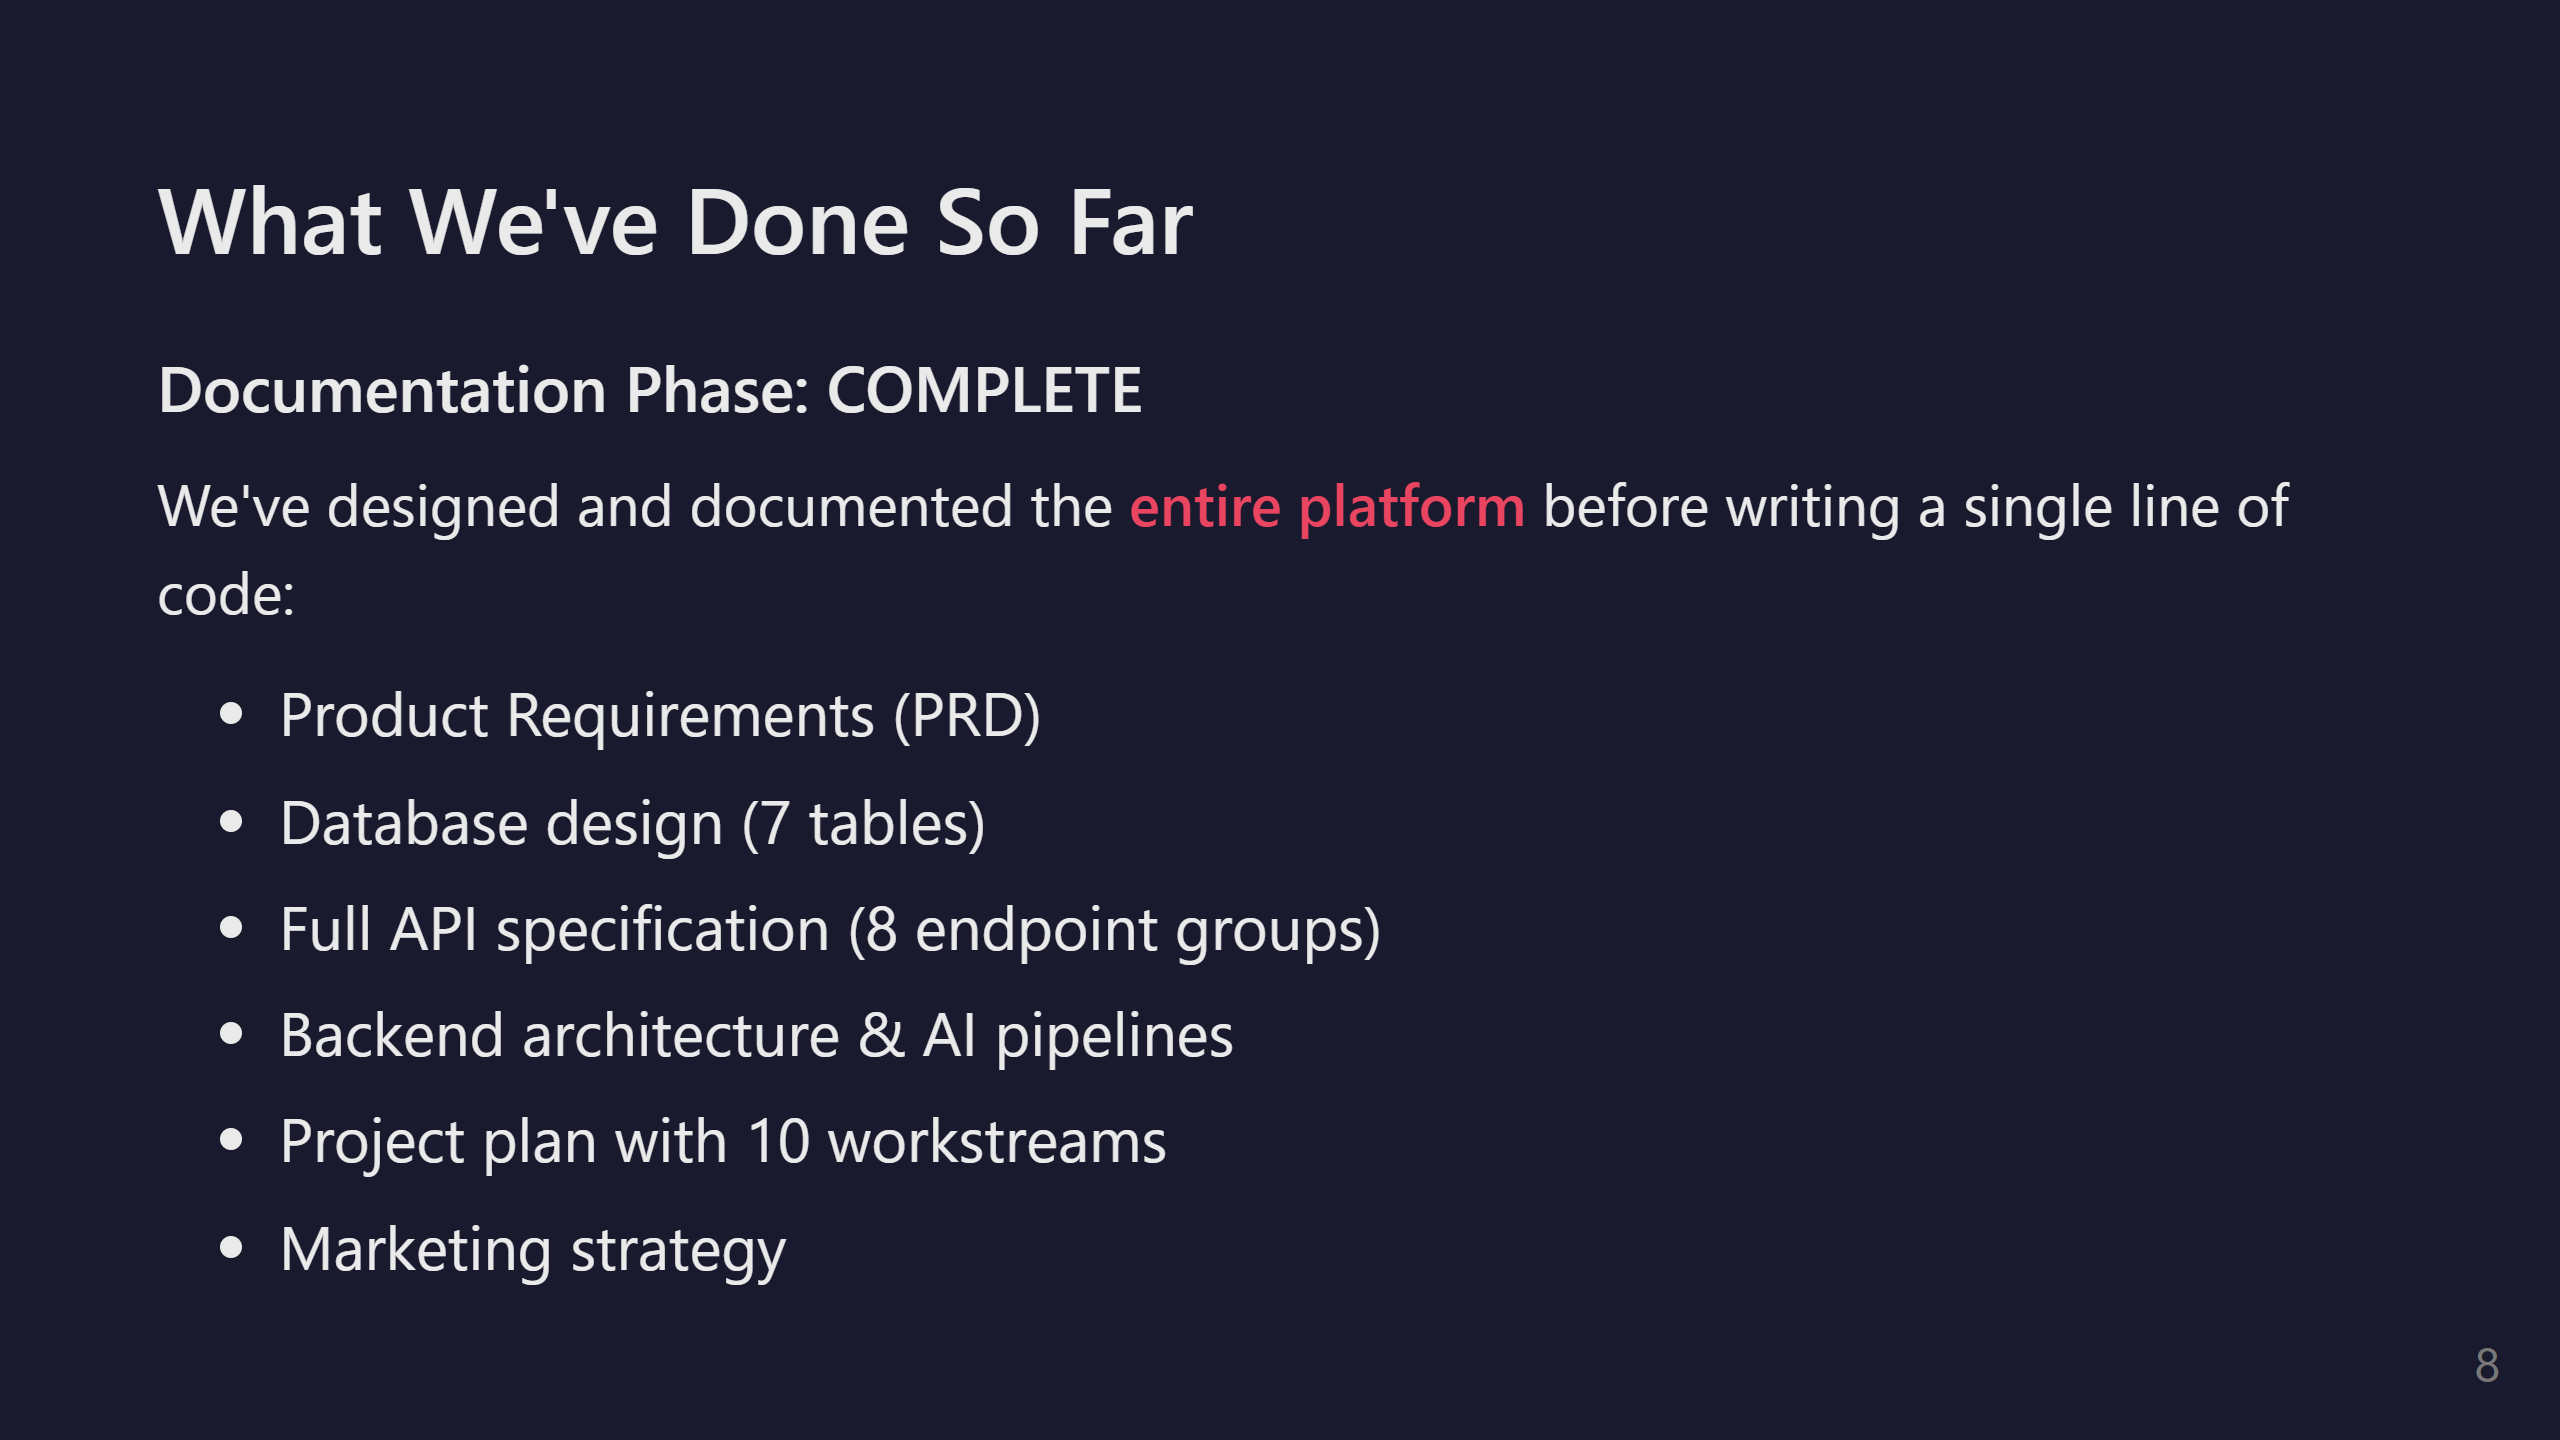 What We've Done So Far
Documentation Phase: COMPLETE
We've designed and documented the entire platform before writing a single line of
code:
• Product Requirements (PRD)
• Database design (7 tables)
• Full API specification (8 endpoint groups)
• Backend architecture & AI pipelines
• Project plan with 10 workstreams
• Marketing strategy
8